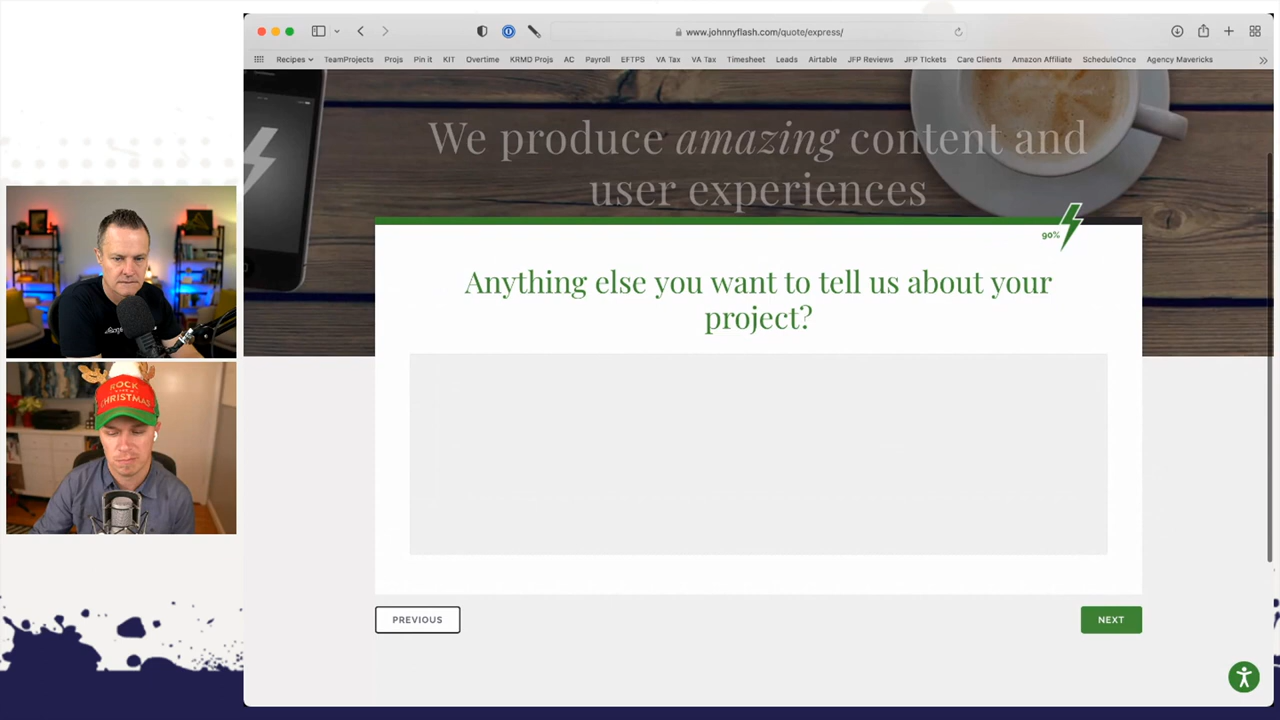 www.johnnyflash.com/quote/express/
Recipes TeamProjects Projs Pin it KIT Overtime KRMD Projs AC Payroll EFTPS VA Tax VA Tax Timesheet Leads Airtable JFP Reviews JFP TIckets Care Clients Amazon Affiliate ScheduleOnce Agency Mavericks
We produce amazing content and
user experiences
90%
Anything else you want to tell us about your
project?
ROCK
CHRISTMAS
PREVIOUS
NEXT